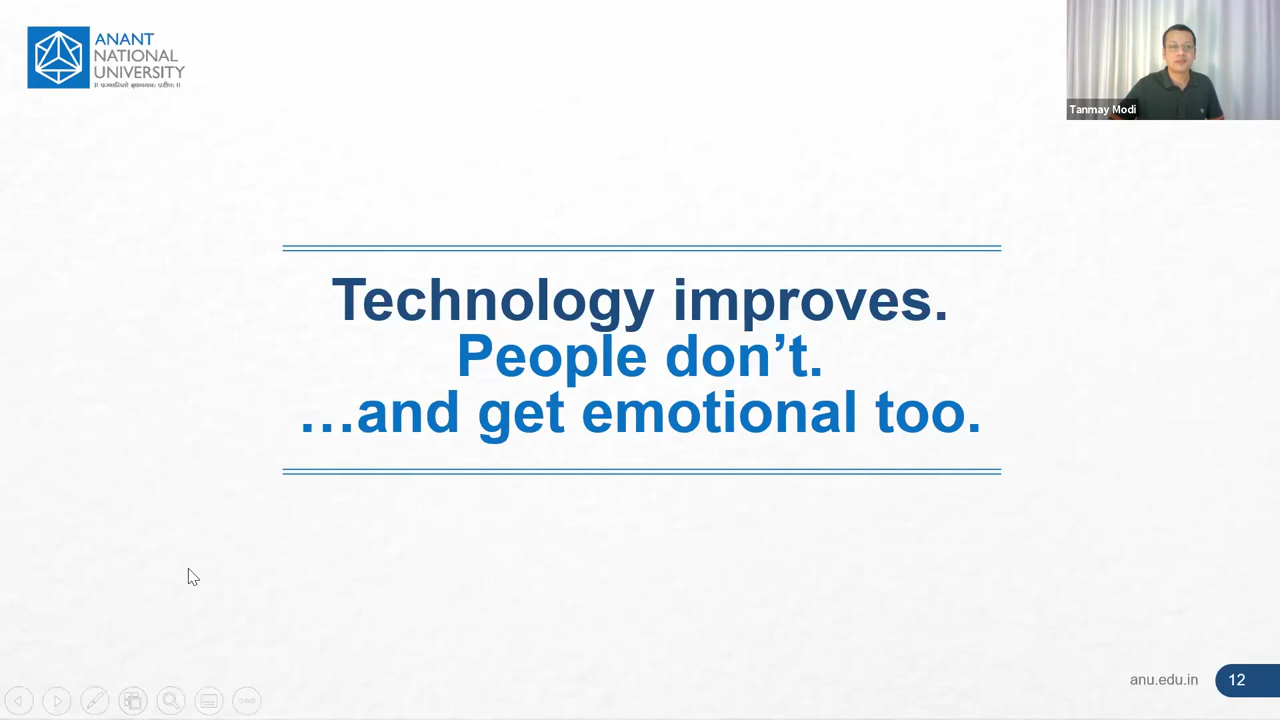 ANANT
NATIONAL
UNIVERSITY
Tanmay Modi
Technology improves.
People don’t.
…and get emotional too.
anu.edu.in
12